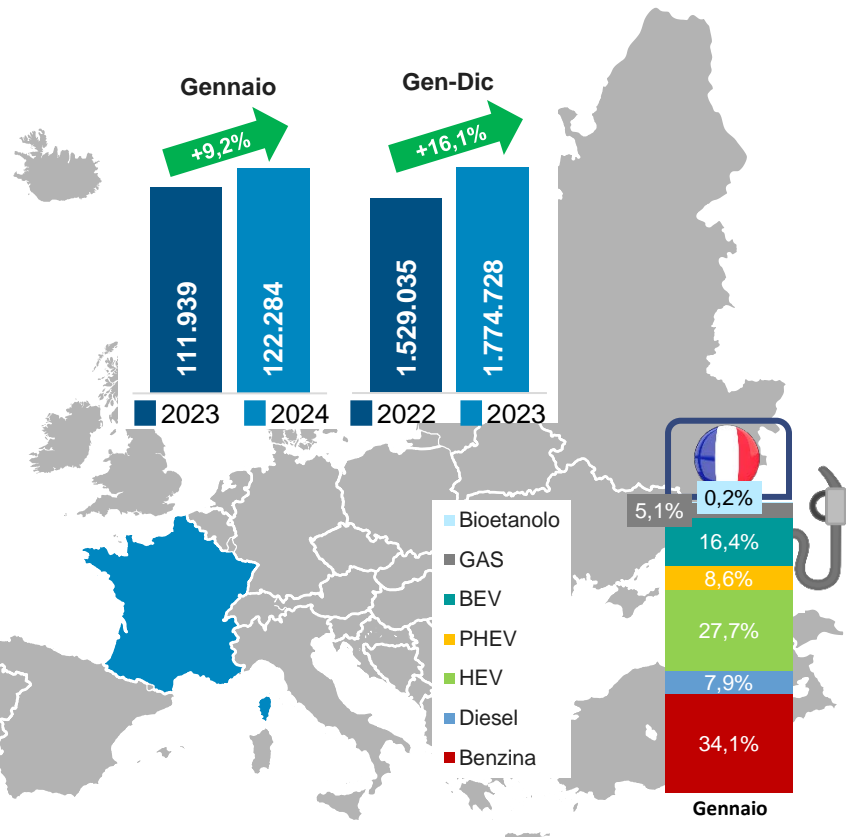 Gennaio
+9,2%
111.939
122.284
2023
2024
Gen-Dic
+16,1%
1.529.035
1.774.728
2022
2023
Bioetanolo
GAS
BEV
PHEV
HEV
Diesel
Benzina
0,2%
5,1%
16,4%
8,6%
27,7%
7,9%
34,1%
Gennaio